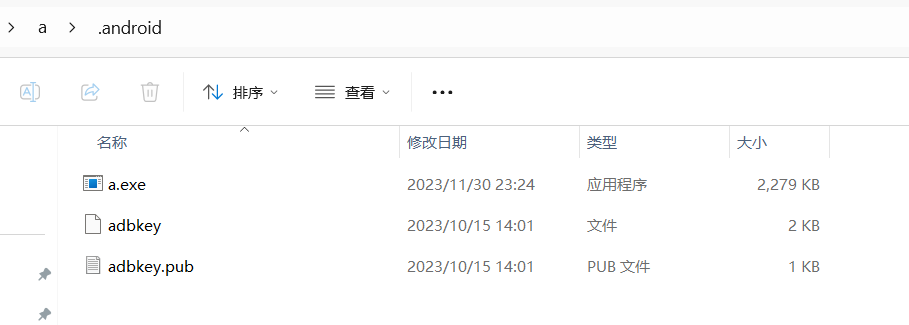 a .android
排序 查看
名称 修改日期 类型 大小
a.exe 2023/11/30 23:24 应用程序 2,279 KB
adbkey 2023/10/15 14:01 文件 2 KB
adbkey.pub 2023/10/15 14:01 PUB 文件 1 KB